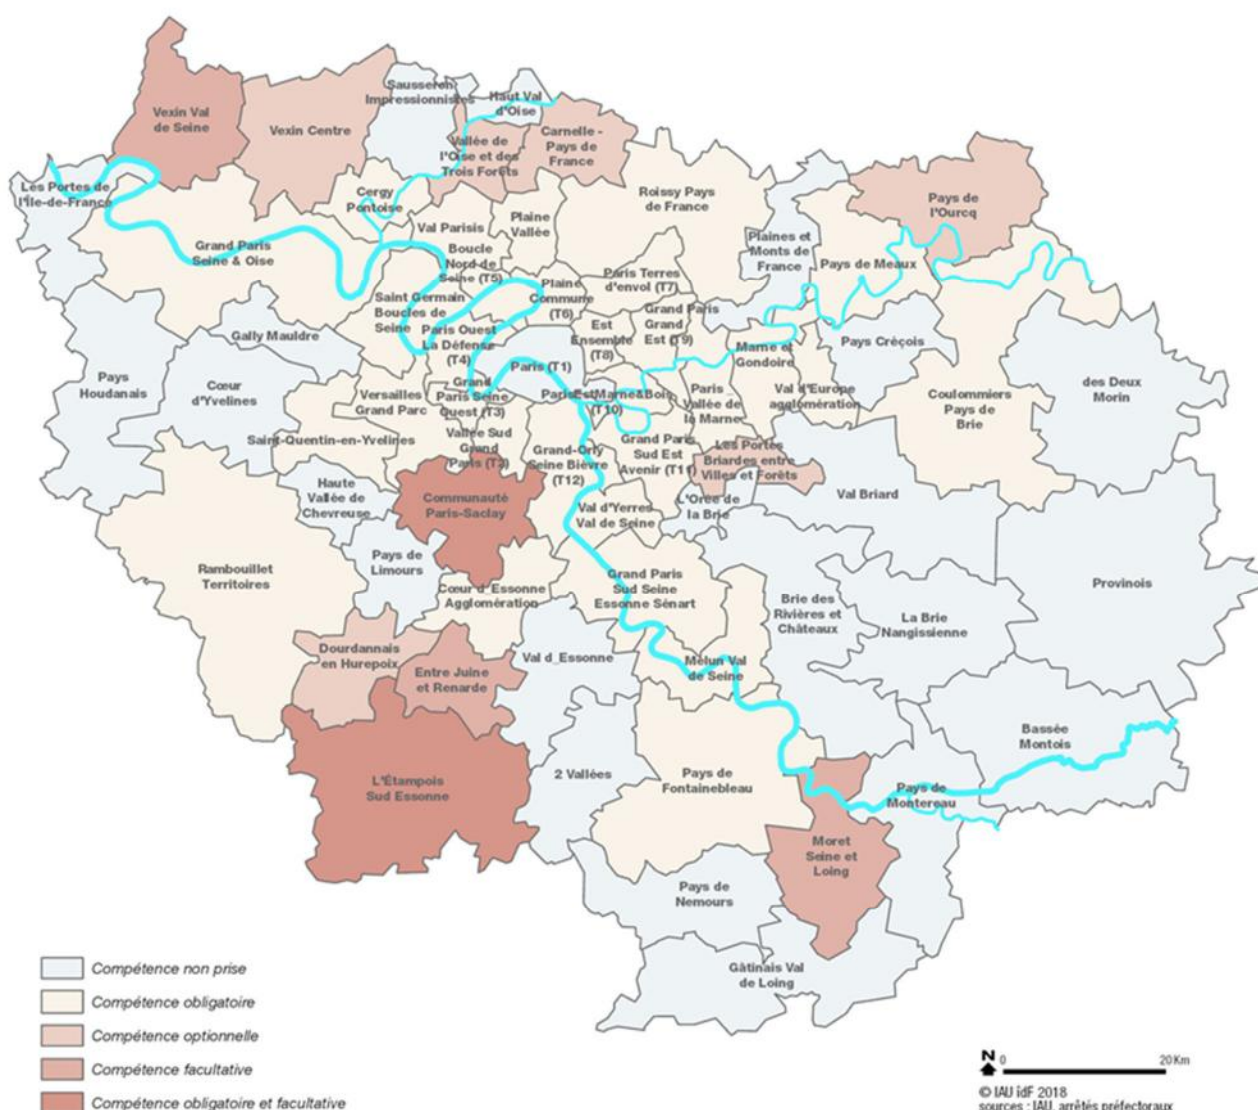 Vexin Val
de Seine
Vexin Centre
Sausseron
Impressionnistes
Haut Val
d'Oise
Vallée de
l'Oise et des
Trois Forêts
Carnelle -
Pays de
France
Les Portes de
l'Île-de-France
Cergy
Pontoise
Roissy Pays
de France
Pays de
l'Ourcq
Grand Paris
Seine & Oise
Val Parisis
Plaine
Vallée
Plaines et
Monts de
France
Pays de Meaux
Boucle
Nord de
Seine (T5)
Paris Terres
d'envol (T7)
Plaine
Commune
(T6)
Saint Germain
Boucles de
Seine
Grand Paris
Grand
Est (T9)
Est
Ensemble
(T8)
Paris Ouest
La Défense
(T4)
Gally Mauldre
Marne et
Gondoire
Pays Créçois
Paris (T1)
Pays
Houdanais
Cœur
d'Yvelines
Versailles
Grand Parc
Grand
Paris Seine
Ouest (T3)
ParisEstMarne&Bois
(T10)
Paris
Vallée de
la Marne
Val d'Europe
agglomération
Coulommiers
Pays de
Brie
des Deux
Morin
Saint-Quentin-en-Yvelines
Vallée Sud
Grand
Paris (T2)
Grand-Orly
Seine Bièvre
(T12)
Grand Paris
Sud Est
Avenir (T11)
Les Portes
Briardes entre
Villes et Forêts
Haute
Vallée de
Chevreuse
Communauté
Paris-Saclay
L'Orée de
la Brie
Val Briard
Val d'Yerres
Val de Seine
Rambouillet
Territoires
Pays de
Limours
Cœur d'Essonne
Agglomération
Grand Paris
Sud Seine
Essonne Sénart
Brie des
Rivières et
Châteaux
La Brie
Nangissienne
Provinois
Dourdannais
en Hurepoix
Entre Juine
et Renarde
Val d_Essonne
Melun Val
de Seine
Bassée
Montois
L'Étampois
Sud Essonne
2 Vallées
Pays de
Fontainebleau
Pays de
Montereau
Moret
Seine et
Loing
Pays de
Nemours
Gâtinais Val
de Loing
Compétence non prise
Compétence obligatoire
Compétence optionnelle
Compétence facultative
Compétence obligatoire et facultative
N 0 20 Km
© IAU îdF 2018
sources : IAU, arrêtés préfectoraux